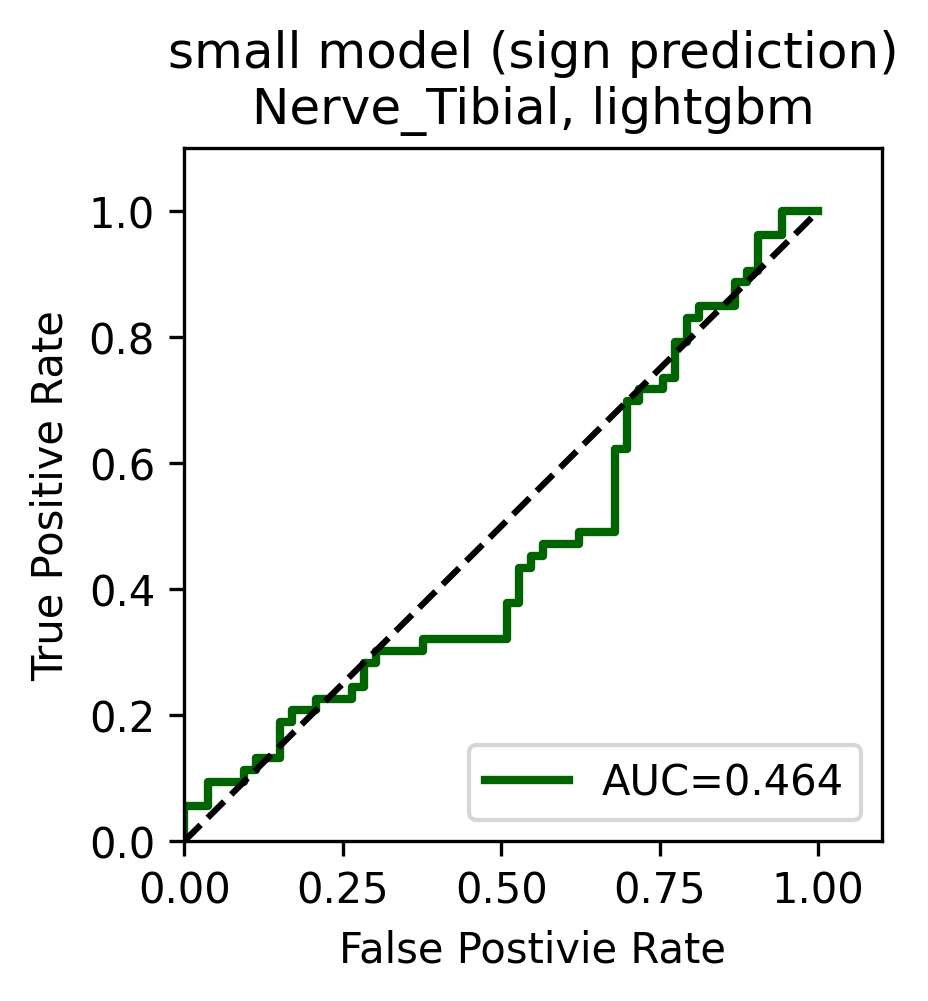 small model (sign prediction)
Nerve_Tibial, lightgbm
1.0
0.8
0.6
0.4
0.2
0.0
True Positive Rate
AUC=0.464
0.00 0.25 0.50 0.75 1.00
False Postivie Rate